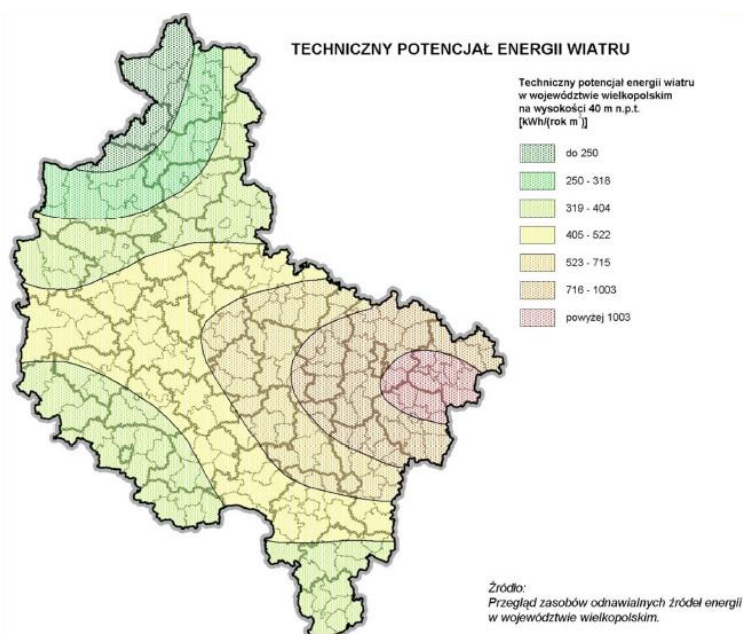 TECHNICZNY POTENCJAŁ ENERGII WIATRU
Techniczny potencjał energii wiatru
w województwie wielkopolskim
na wysokości 40 m n.p.t.
[kWh/(rok m²)]
do 250
250 - 318
319 - 404
405 - 522
523 - 715
716 - 1003
powyżej 1003
Źródło:
Przegląd zasobów odnawialnych źródeł energii
w województwie wielkopolskim.